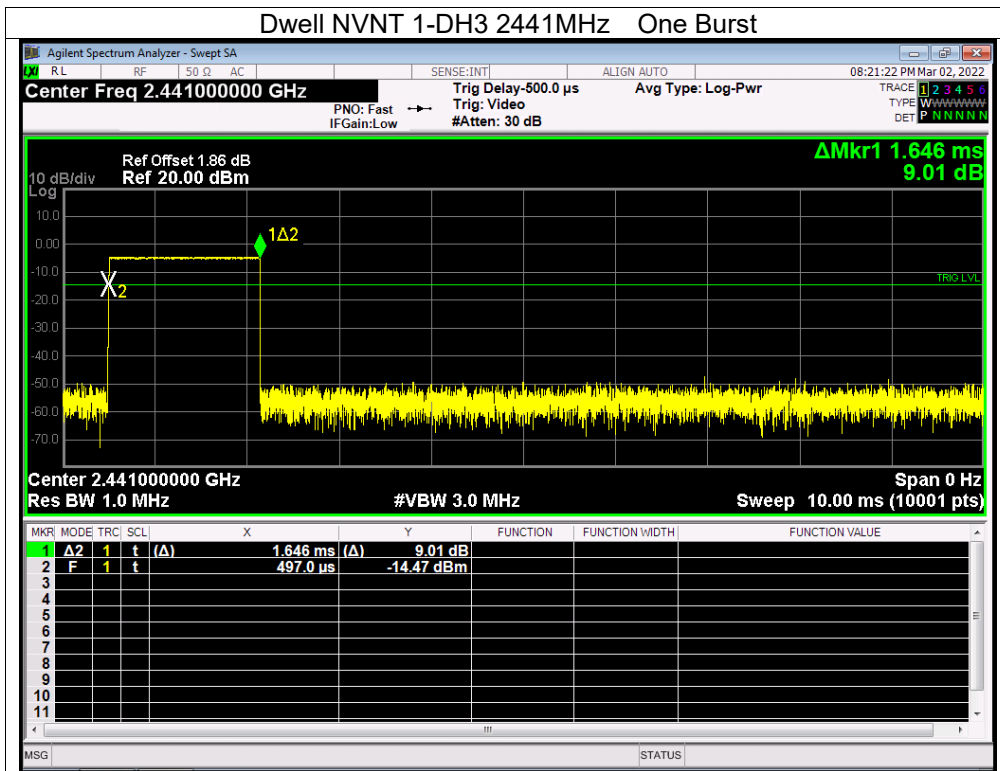 Dwell NVNT 1-DH3 2441MHz One Burst
Agilent Spectrum Analyzer - Swept SA
LXI RL RF 50 Ω AC SENSE:INT ALIGN AUTO 08:21:22 PM Mar 02, 2022
Center Freq 2.441000000 GHz Trig Delay-500.0 µs Avg Type: Log-Pwr TRACE 1 2 3 4 5 6
PNO: Fast Trig: Video TYPE WWWWWW
IFGain:Low #Atten: 30 dB DET P N N N N N
ΔMkr1 1.646 ms
9.01 dB
Ref Offset 1.86 dB
10 dB/div Ref 20.00 dBm
Log
10.0
0.00
1Δ2
-10.0
TRIG LVL
2
-20.0
-30.0
-40.0
-50.0
-60.0
-70.0
Center 2.441000000 GHz Span 0 Hz
Res BW 1.0 MHz #VBW 3.0 MHz Sweep 10.00 ms (10001 pts)
MKR MODE TRC SCL X Y FUNCTION FUNCTION WIDTH FUNCTION VALUE
1 Δ2 1 t (Δ) 1.646 ms (Δ) 9.01 dB
2 F 1 t 497.0 µs -14.47 dBm
3
4
5
6
7
8
9
10
11
MSG STATUS